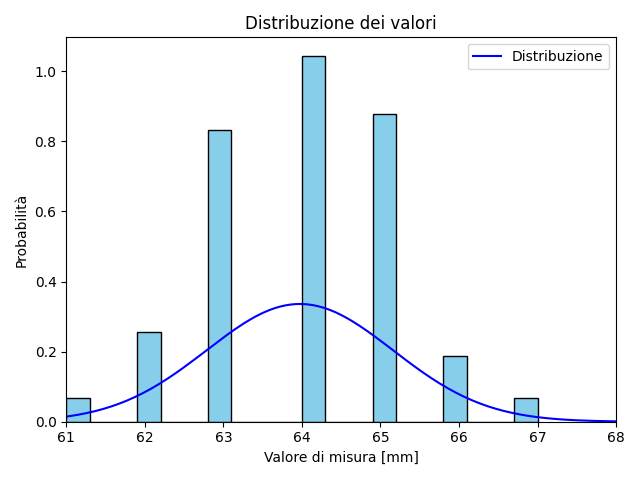 Distribuzione dei valori
Distribuzione
1.0
0.8
0.6
0.4
0.2
0.0
Probabilità
61 62 63 64 65 66 67 68
Valore di misura [mm]